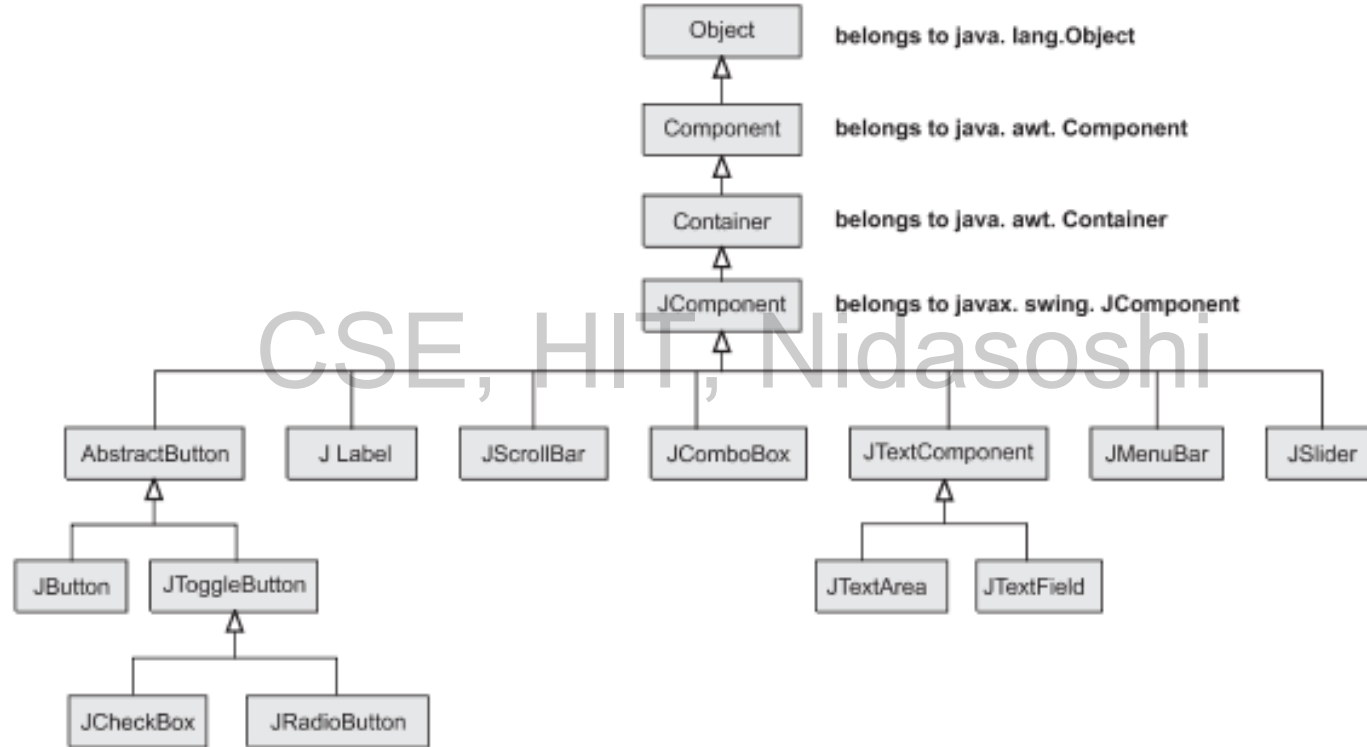 Object
belongs to java. lang.Object
Component
belongs to java. awt. Component
Container
belongs to java. awt. Container
JComponent
belongs to javax. swing. JComponent
CSE, HIT, Nidasoshi
AbstractButton
J Label
JScrollBar
JComboBox
JTextComponent
JMenuBar
JSlider
JButton
JToggleButton
JTextArea
JTextField
JCheckBox
JRadioButton